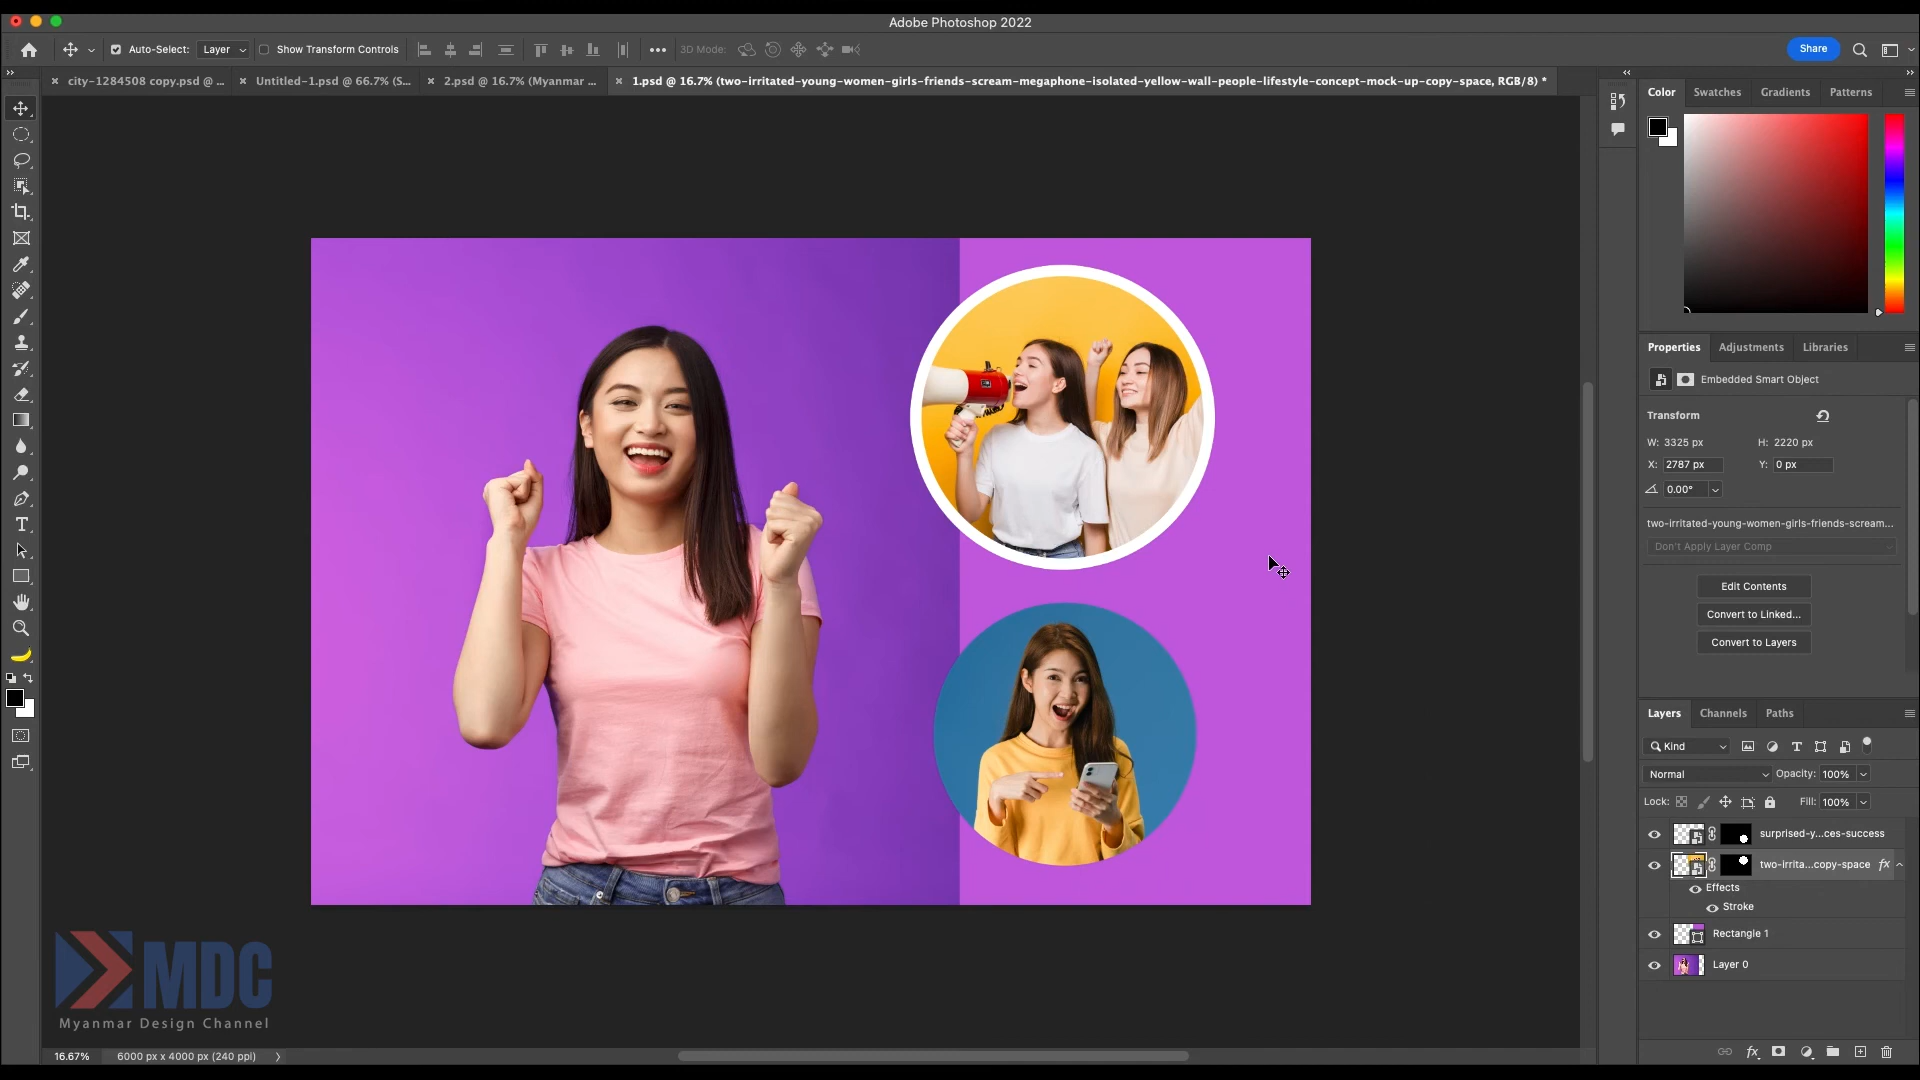 Adobe Photoshop 2022
Auto-Select: Layer Show Transform Controls 3D Mode: Share
city-1284508 copy.psd @ ... Untitled-1.psd @ 66.7% (S... 2.psd @ 16.7% (Myanmar ... 1.psd @ 16.7% (two-irritated-young-women-girls-friends-scream-megaphone-isolated-yellow-wall-people-lifestyle-concept-mock-up-copy-space, RGB/8) *
Color Swatches Gradients Patterns
Properties Adjustments Libraries
Embedded Smart Object
Transform
W: 3325 px H: 2220 px
X: 2787 px Y: 0 px
0.00°
two-irritated-young-women-girls-friends-scream...
Don't Apply Layer Comp
Edit Contents
Convert to Linked...
Convert to Layers
Layers Channels Paths
Kind
Normal Opacity: 100%
Lock: Fill: 100%
surprised-y...ces-success
two-irrita...copy-space fx
Effects
Stroke
Rectangle 1
Layer 0
MDC
Myanmar Design Channel
16.67% 6000 px x 4000 px (240 ppi)
fx